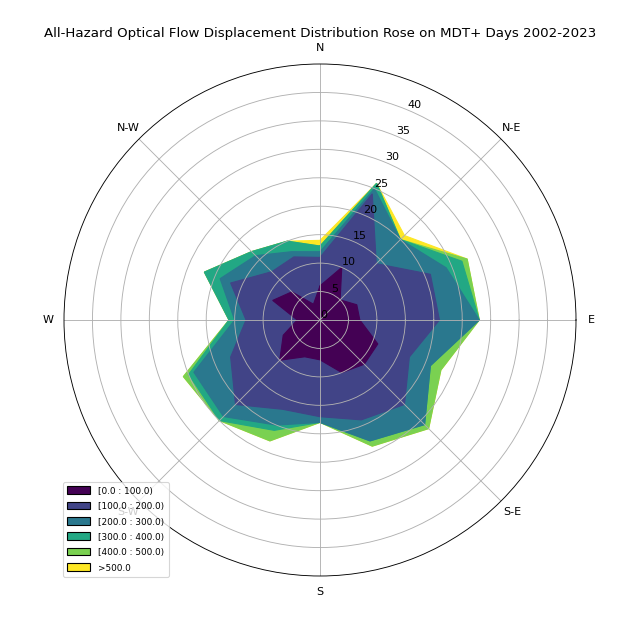 All-Hazard Optical Flow Displacement Distribution Rose on MDT+ Days 2002-2023
N
N-W
N-E
40
35
30
25
20
15
10
5
0
W
E
S-W
S-E
S
[0.0 : 100.0)
[100.0 : 200.0)
[200.0 : 300.0)
[300.0 : 400.0)
[400.0 : 500.0)
>500.0